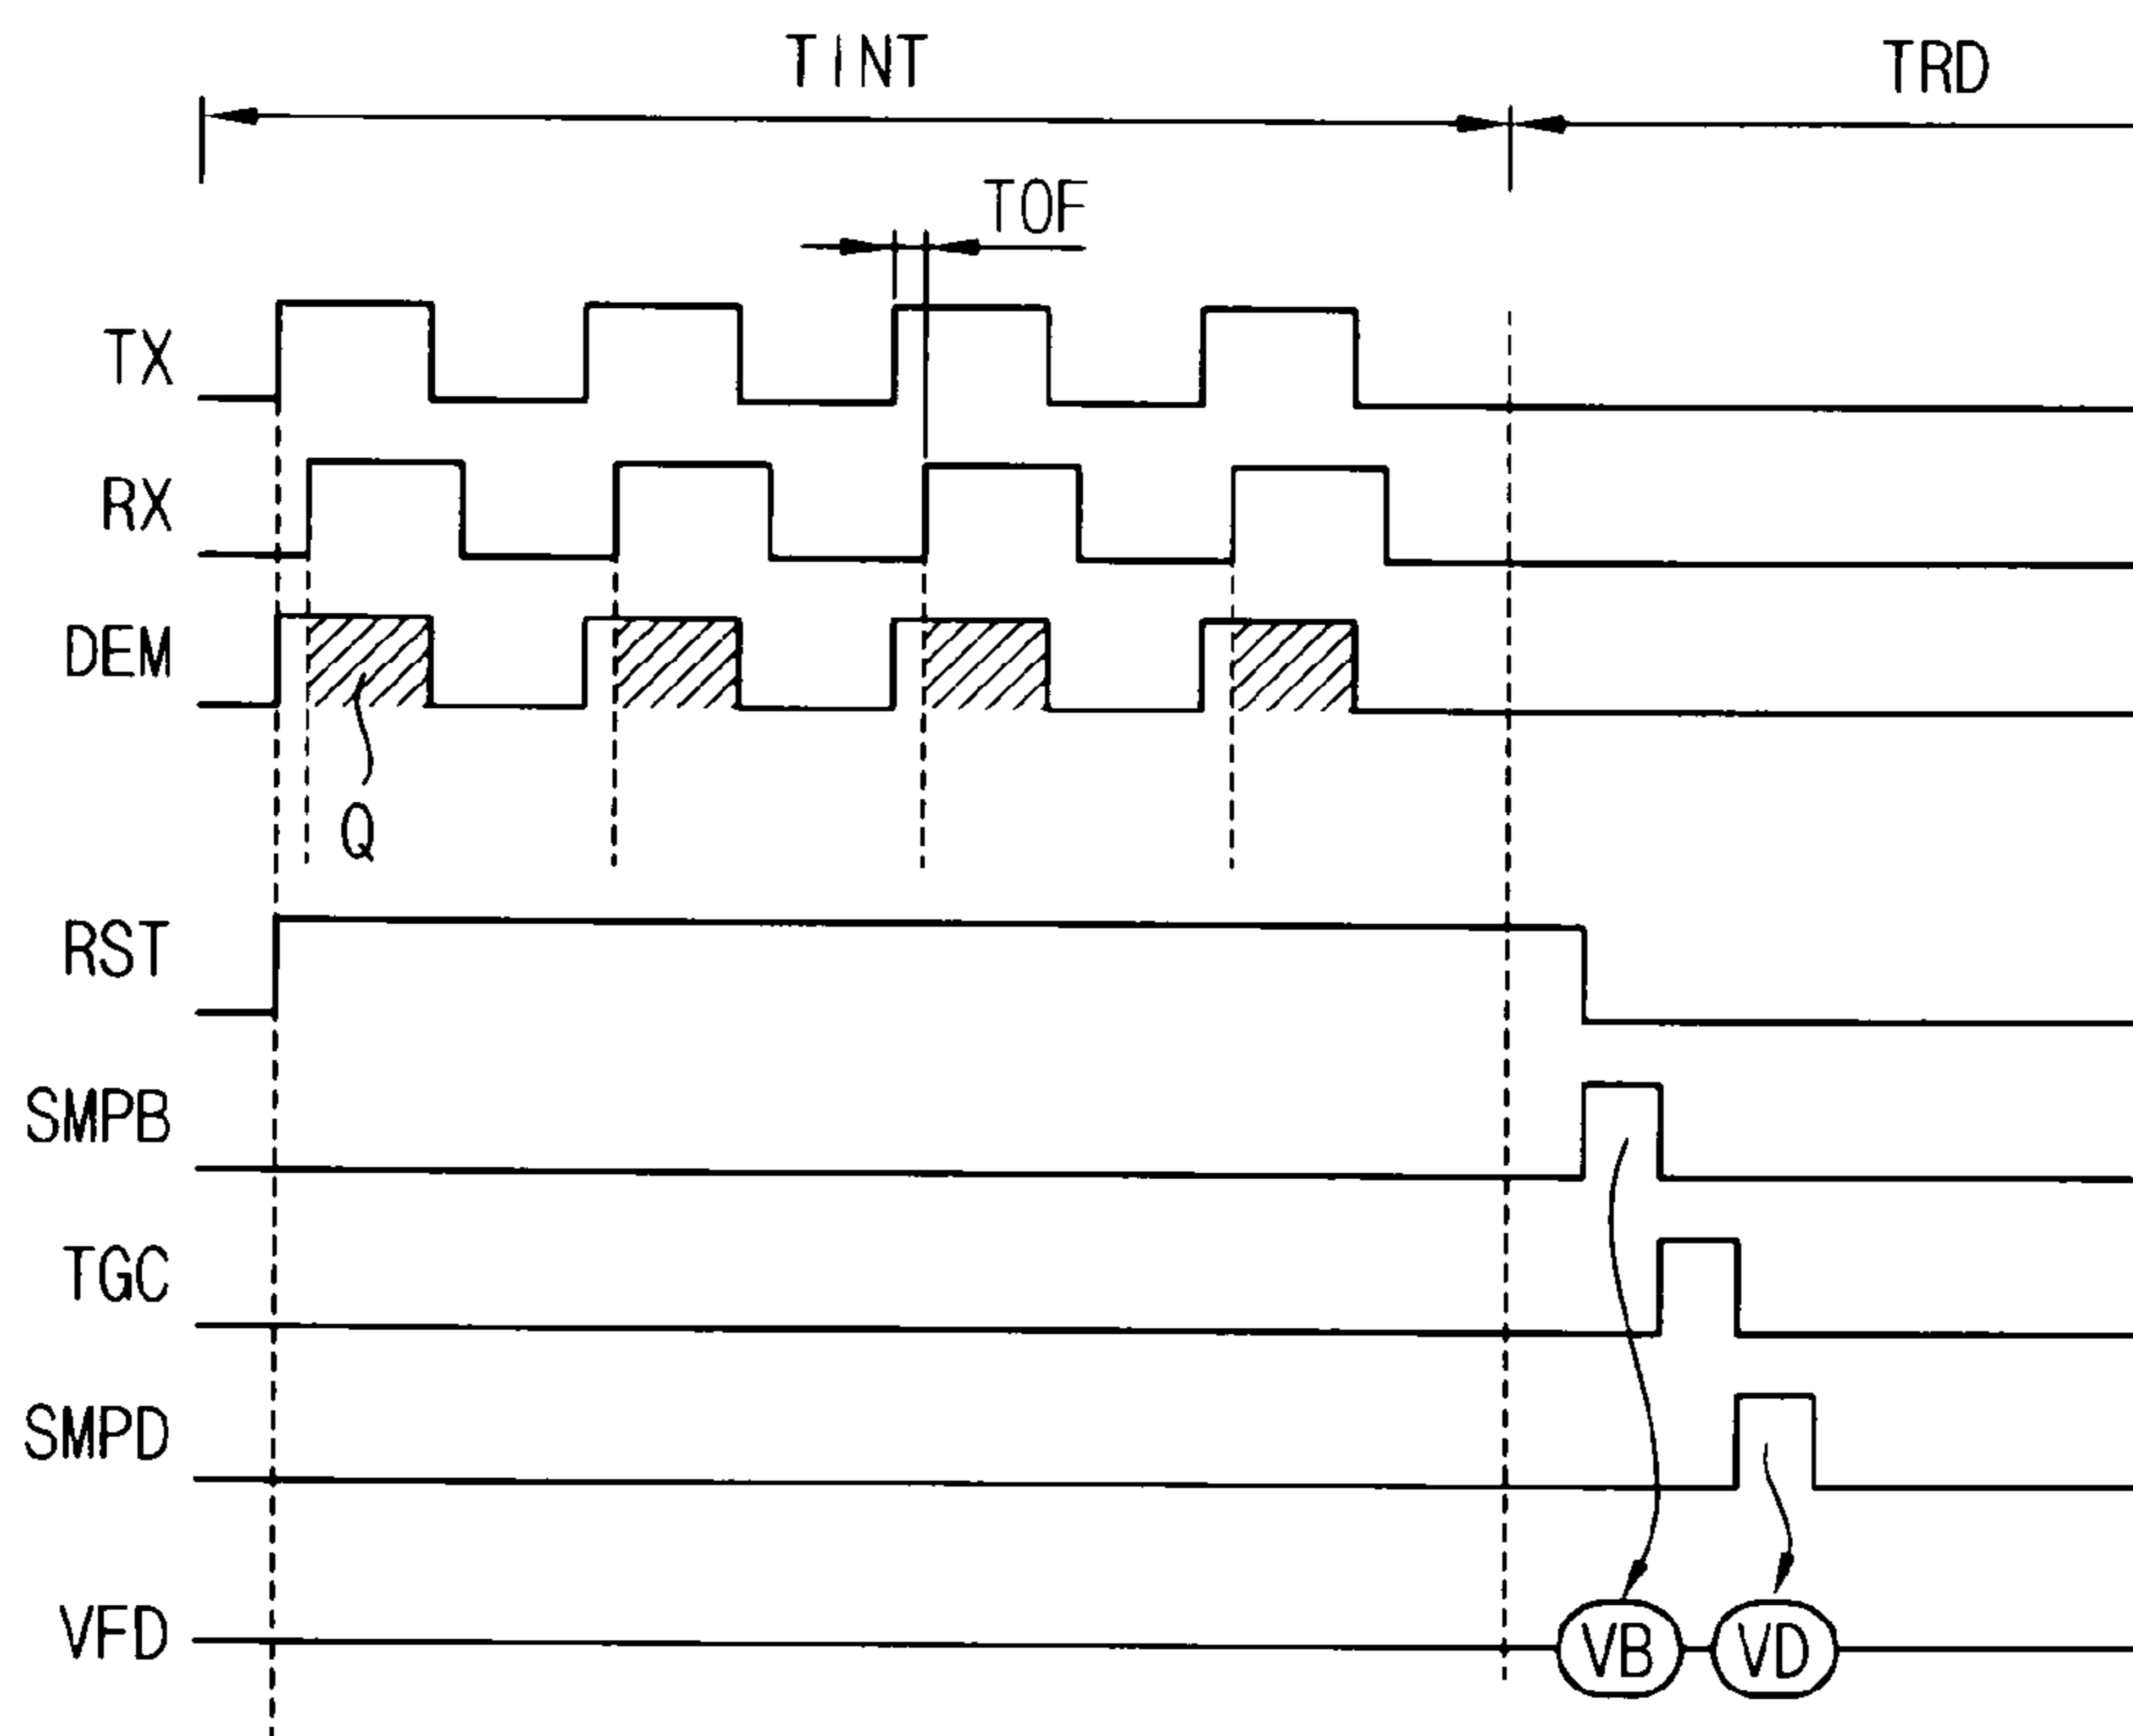 TINT
TRD
TOF
TX
RX
DEM
Q
RST
SMPB
TGC
SMPD
VFD
VB
VD